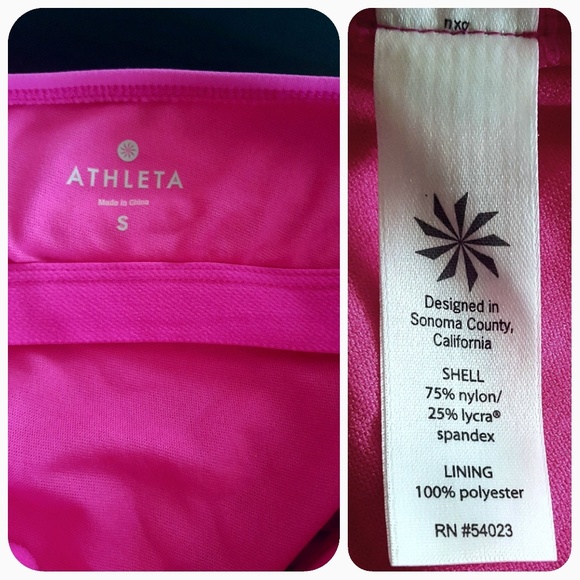 ATHLETA
Made in China
S
Designed in
Sonoma County,
California
SHELL
75% nylon/
25% lycra®
spandex
LINING
100% polyester
RN #54023